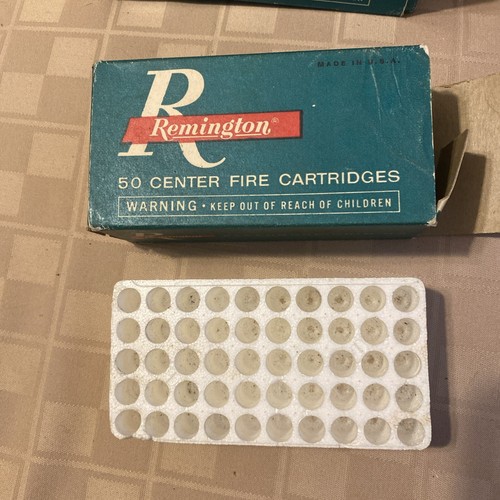 MADE IN U.S.A.
R
Remington®
50 CENTER FIRE CARTRIDGES
WARNING • KEEP OUT OF REACH OF CHILDREN